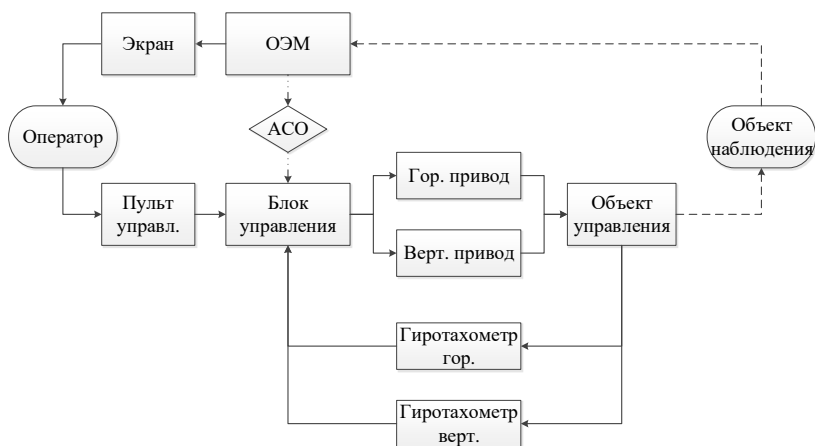 Экран
ОЭМ
Оператор
АСО
Объект
наблюдения
Гор. привод
Пульт
управл.
Блок
управления
Объект
управления
Верт. привод
Гиротахометр
гор.
Гиротахометр
верт.